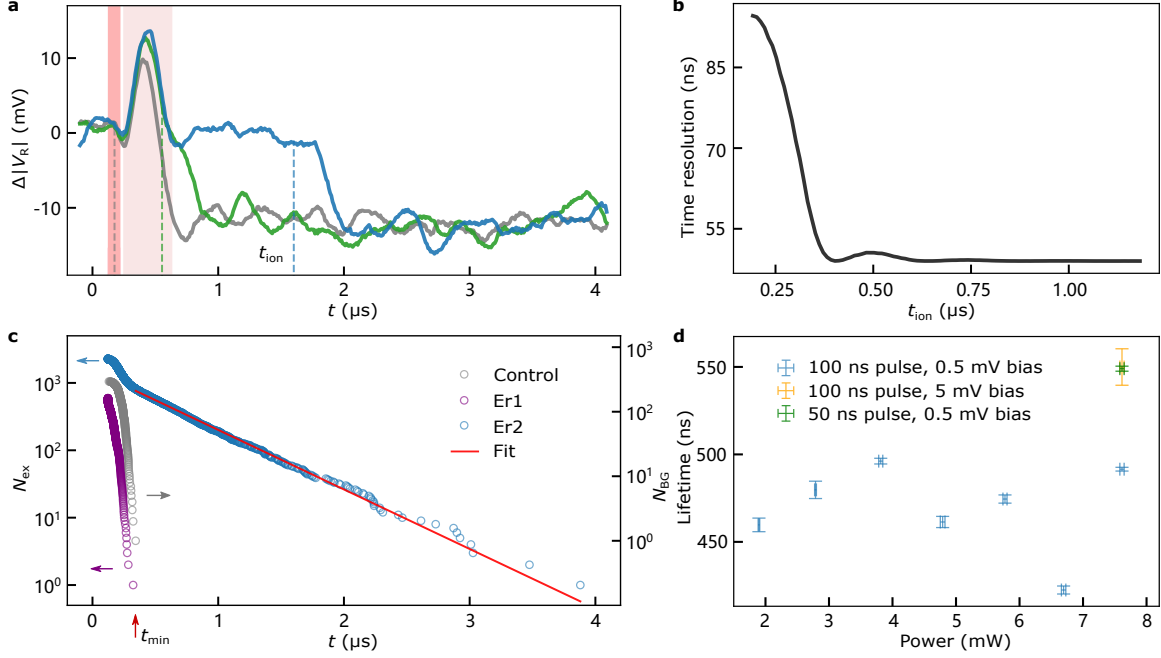 a
Δ|V_R| (mV)
10
0
-10
t_ion
0
1
2
3
4
t (µs)
b
Time resolution (ns)
85
70
55
0.25
0.50
0.75
1.00
t_ion (µs)
c
N_ex
10³
10²
10¹
10⁰
Control
Er1
Er2
Fit
N_BG
10³
10²
10¹
10⁰
0
1
2
3
4
t_min
t (µs)
d
Lifetime (ns)
550
500
450
100 ns pulse, 0.5 mV bias
100 ns pulse, 5 mV bias
50 ns pulse, 0.5 mV bias
2
3
4
5
6
7
8
Power (mW)